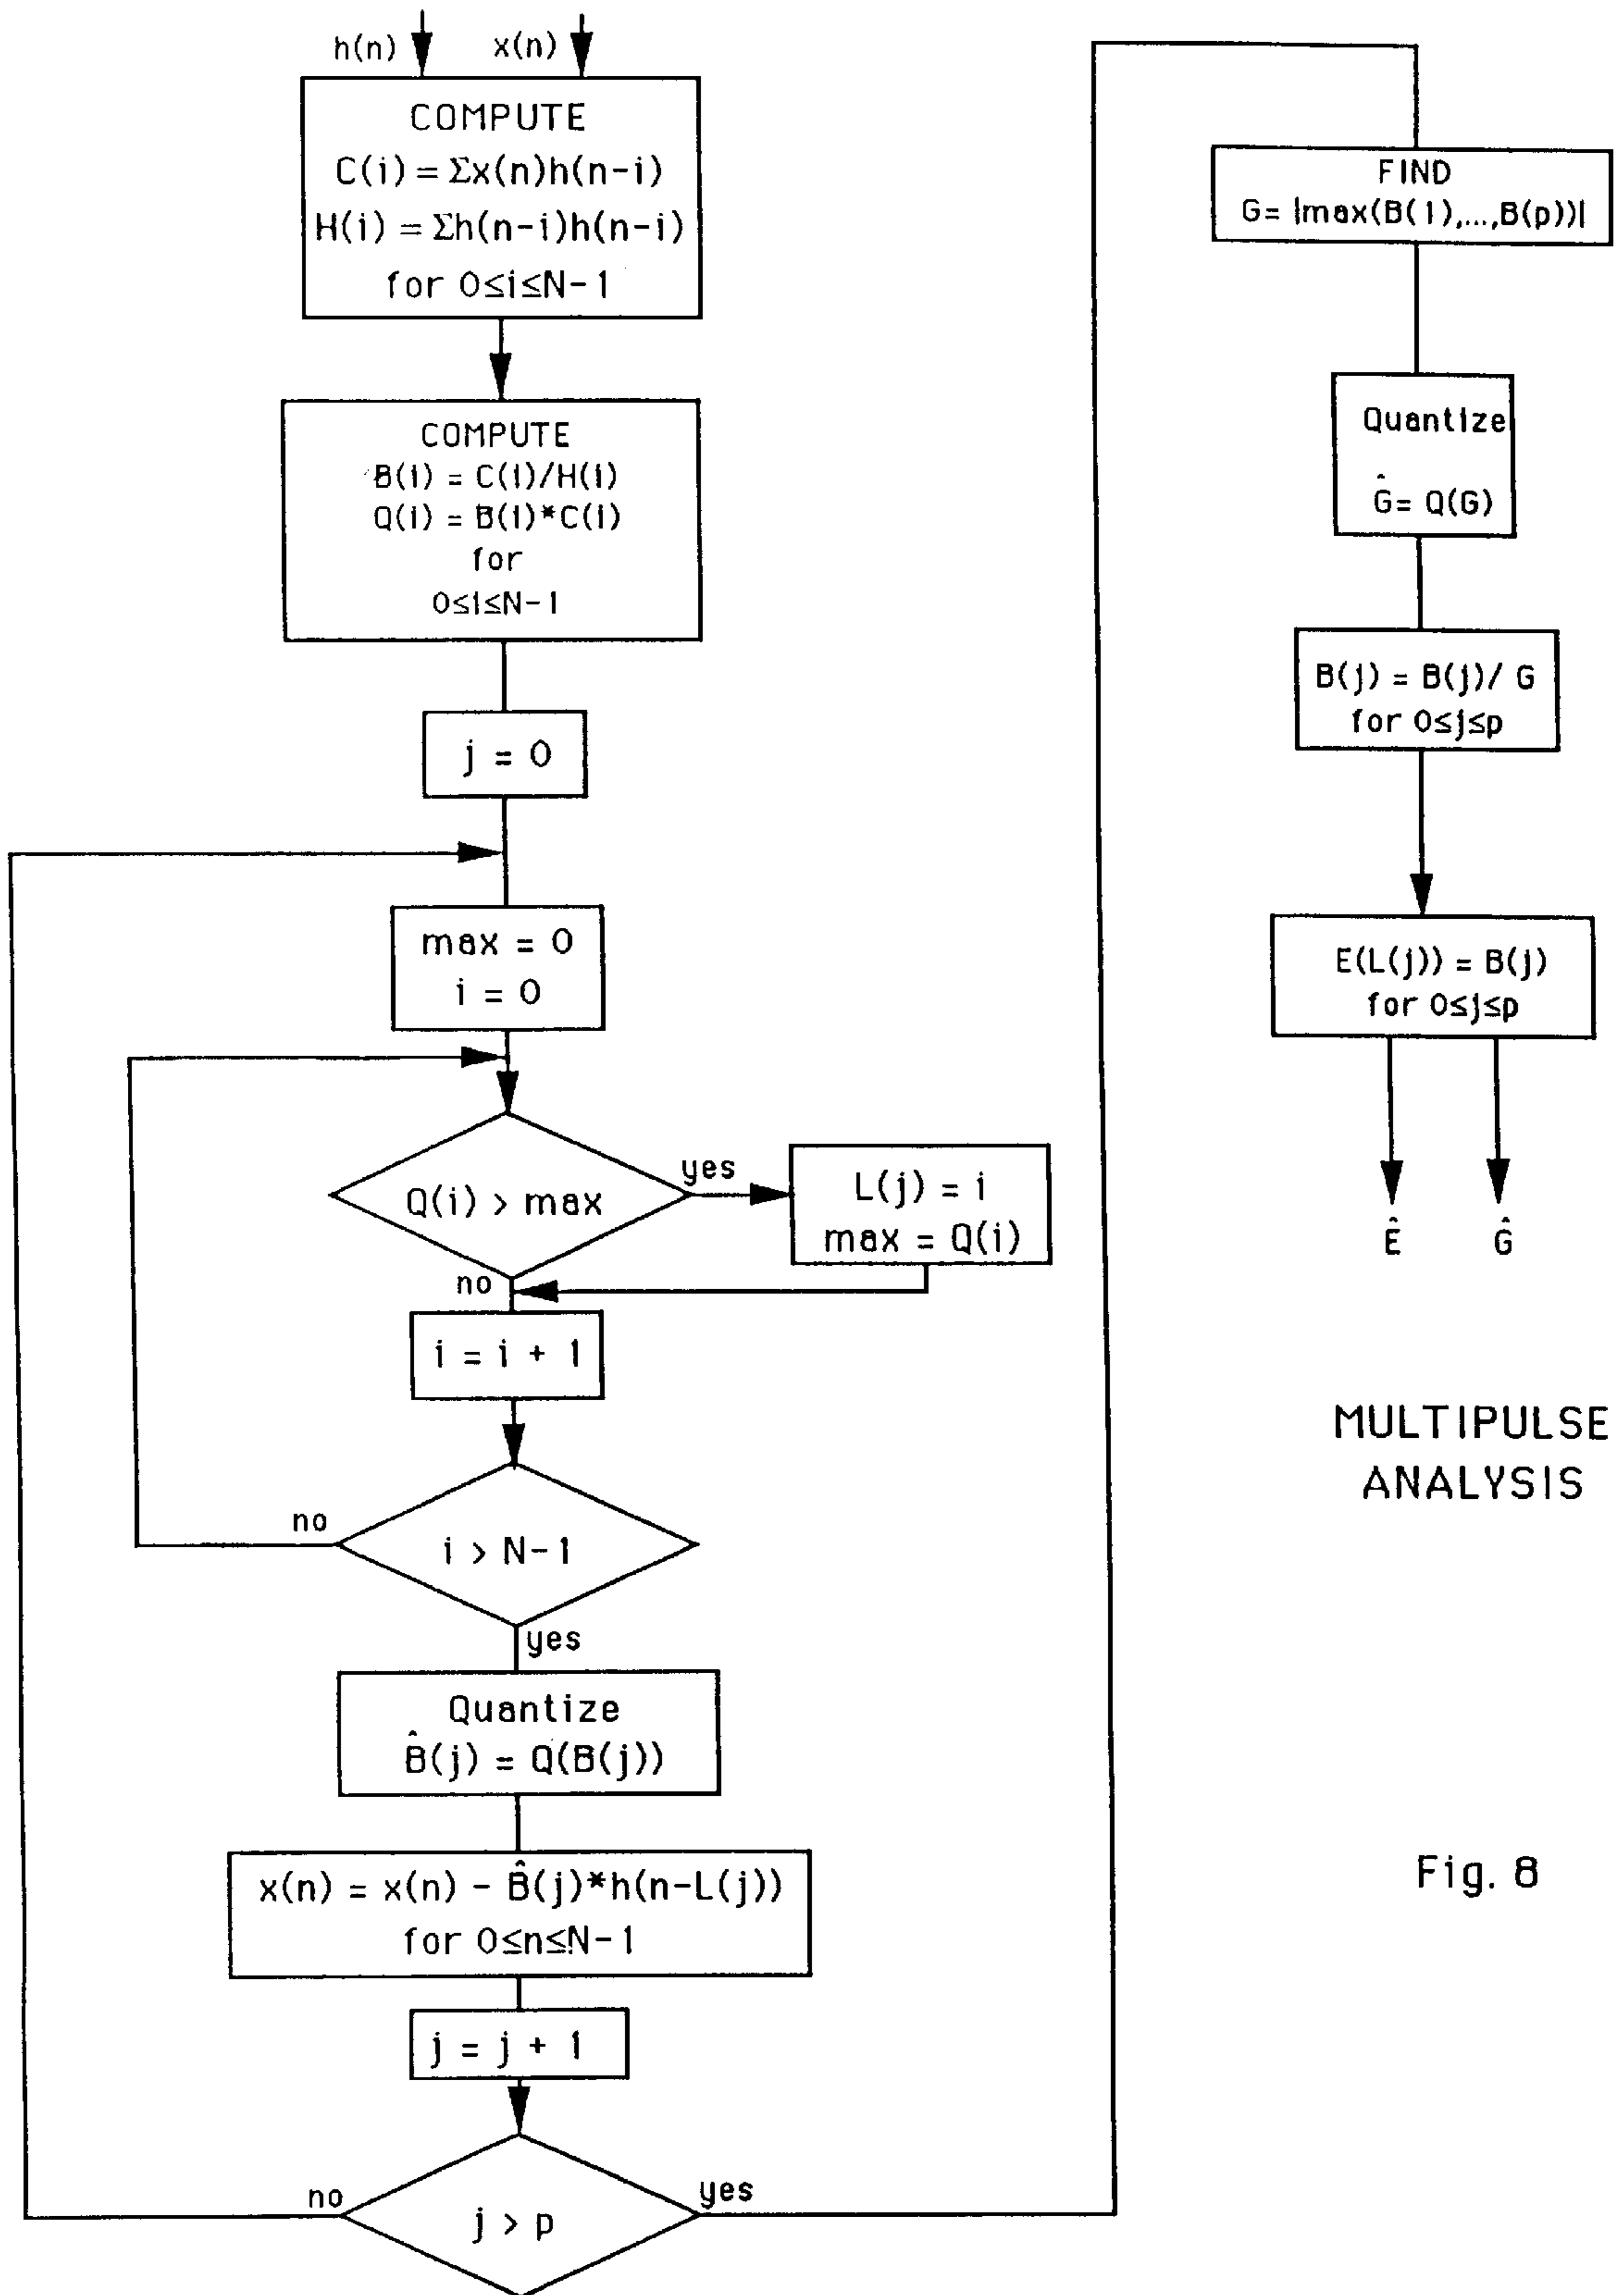 h(n) x(n)
COMPUTE
C(i) = Σx(n)h(n-i)
H(i) = Σh(n-i)h(n-i)
for 0≤i≤N-1
COMPUTE
B(i) = C(i)/H(i)
Q(i) = B(i)*C(i)
for
0≤i≤N-1
j = 0
max = 0
i = 0
Q(i) > max
yes
L(j) = i
max = Q(i)
no
i = i + 1
no
i > N-1
yes
Quantize
B̂(j) = Q(B(j))
x(n) = x(n) - B̂(j)*h(n-L(j))
for 0≤n≤N-1
j = j + 1
no
j > p
yes
FIND
G= |max(B(1),...,B(p))|
Quantize
Ĝ= Q(G)
B(j) = B(j)/ G
for 0≤j≤p
E(L(j)) = B(j)
for 0≤j≤p
Ê Ĝ
MULTIPULSE
ANALYSIS
Fig. 8